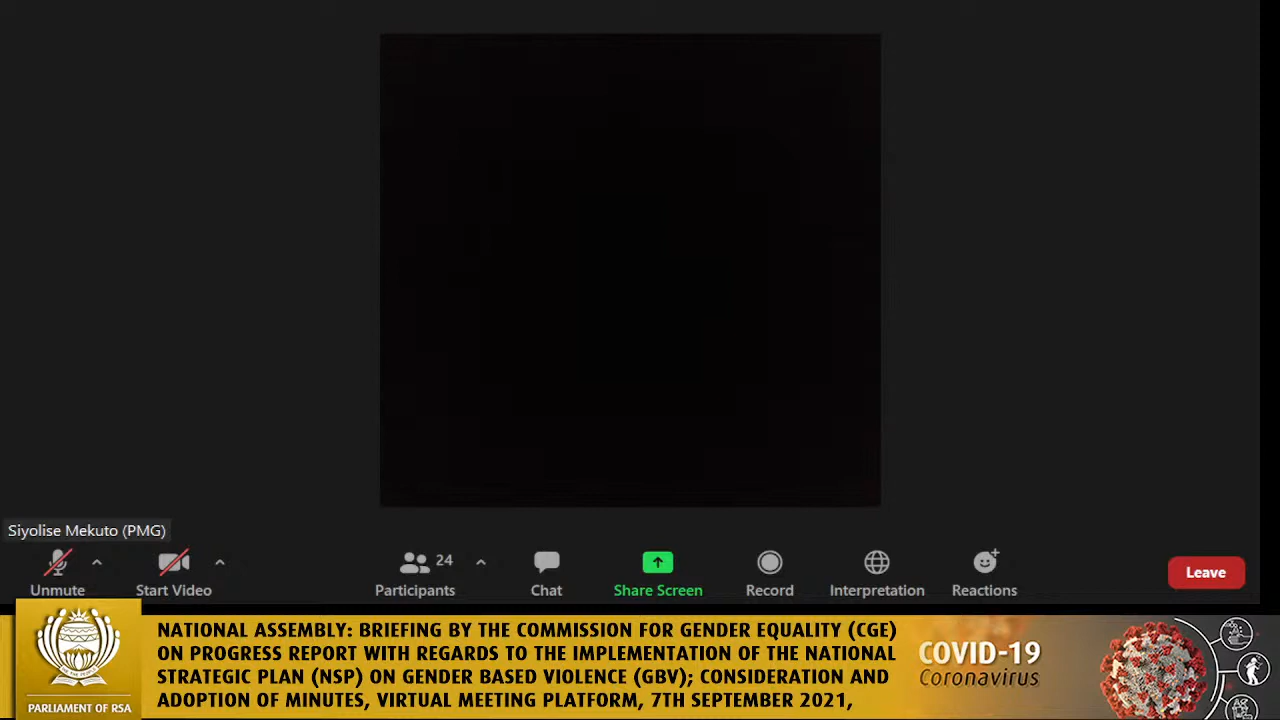 Siyolise Mekuto (PMG)
24
Unmute
Start Video
Participants
Chat
Share Screen
Record
Interpretation
Reactions
Leave
NATIONAL ASSEMBLY: BRIEFING BY THE COMMISSION FOR GENDER EQUALITY (CGE)
ON PROGRESS REPORT WITH REGARDS TO THE IMPLEMENTATION OF THE NATIONAL
STRATEGIC PLAN (NSP) ON GENDER BASED VIOLENCE (GBV); CONSIDERATION AND
ADOPTION OF MINUTES, VIRTUAL MEETING PLATFORM, 7TH SEPTEMBER 2021,
PARLIAMENT OF RSA
COVID-19
Coronavirus